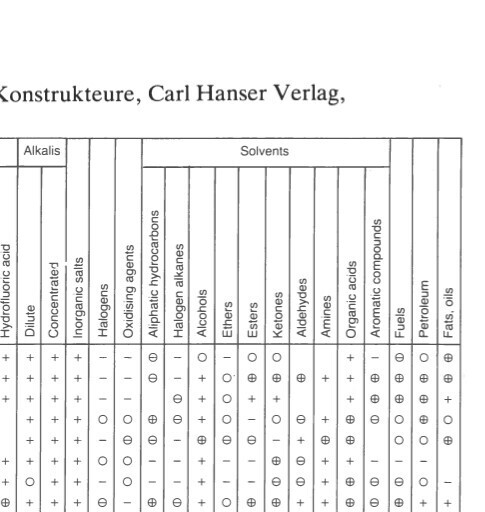 Konstrukteure, Carl Hanser Verlag,
Alkalis Solvents
Hydrofluoric acid Dilute Concentrated Inorganic salts Halogens Oxidising agents Aliphatic hydrocarbons Halogen alkanes Alcohols Ethers Esters Ketones Aldehydes Amines Organic acids Aromatic compounds Fuels Petroleum Fats, oils
+ + + + − − ⊖ − ○ − ○ ○ + − ⊖ ○ ⊕
+ + + + − − ⊖ − + ○ ⊕ ⊕ ⊕ + + ⊕ ⊕ ⊕ ⊕
+ + + + − − ⊖ + ○ + + + ⊕ ⊕ ⊕ +
+ + + ○ ○ ⊕ ⊕ + ○ − ○ ⊖ + ⊕ ⊖ ○ ⊕ ○
+ + + − ⊖ ⊖ − ⊕ ⊖ ⊖ − − ⊕ ⊕ ○ ○ ⊕
+ + + + ○ ○ − − + − − ⊕ ⊖ + + − − −
+ ○ + + − ○ − − + − − ⊖ ⊖ + ⊕ ⊖ − ○ −
⊕ + + + ⊖ − ⊕ ⊖ + ○ ⊕ ⊕ + + ⊕ ⊖ ⊕ + +